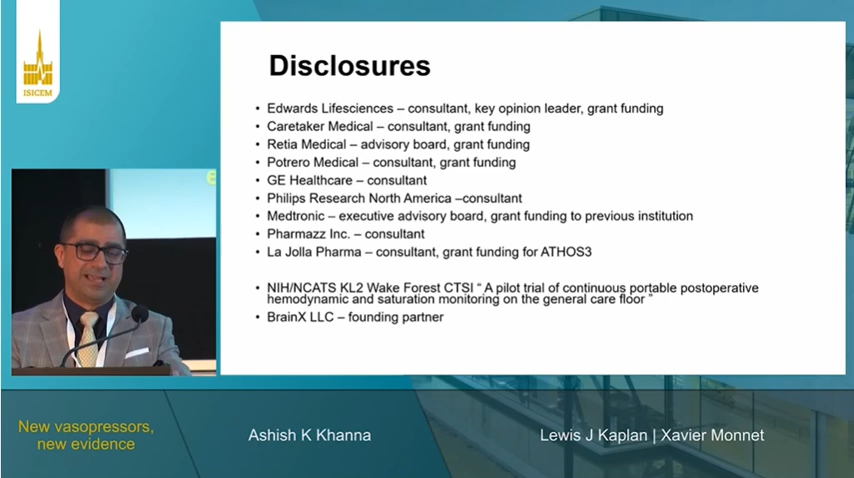 ISICEM
Disclosures
• Edwards Lifesciences – consultant, key opinion leader, grant funding
• Caretaker Medical – consultant, grant funding
• Retia Medical – advisory board, grant funding
• Potrero Medical – consultant, grant funding
• GE Healthcare – consultant
• Philips Research North America –consultant
• Medtronic – executive advisory board, grant funding to previous institution
• Pharmazz Inc. – consultant
• La Jolla Pharma – consultant, grant funding for ATHOS3
• NIH/NCATS KL2 Wake Forest CTSI “ A pilot trial of continuous portable postoperative
hemodynamic and saturation monitoring on the general care floor ”
• BrainX LLC – founding partner
New vasopressors,
new evidence
Ashish K Khanna
Lewis J Kaplan | Xavier Monnet